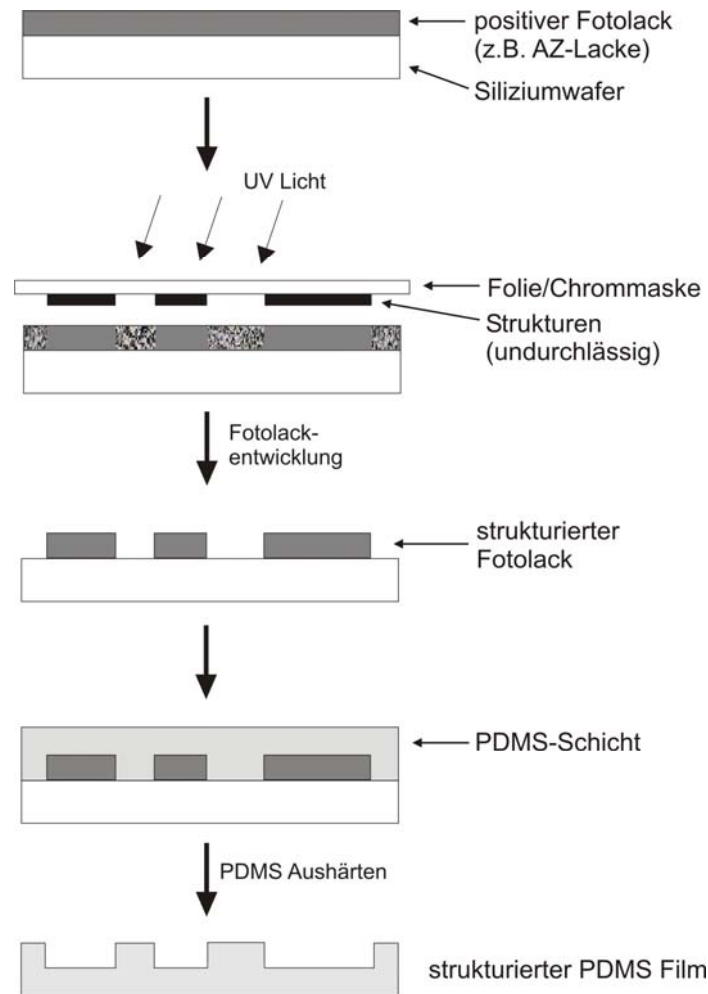 positiver Fotolack
(z.B. AZ-Lacke)
Siliziumwafer
UV Licht
Folie/Chrommaske
Strukturen
(undurchlässig)
Fotolack-
entwicklung
strukturierter
Fotolack
PDMS-Schicht
PDMS Aushärten
strukturierter PDMS Film